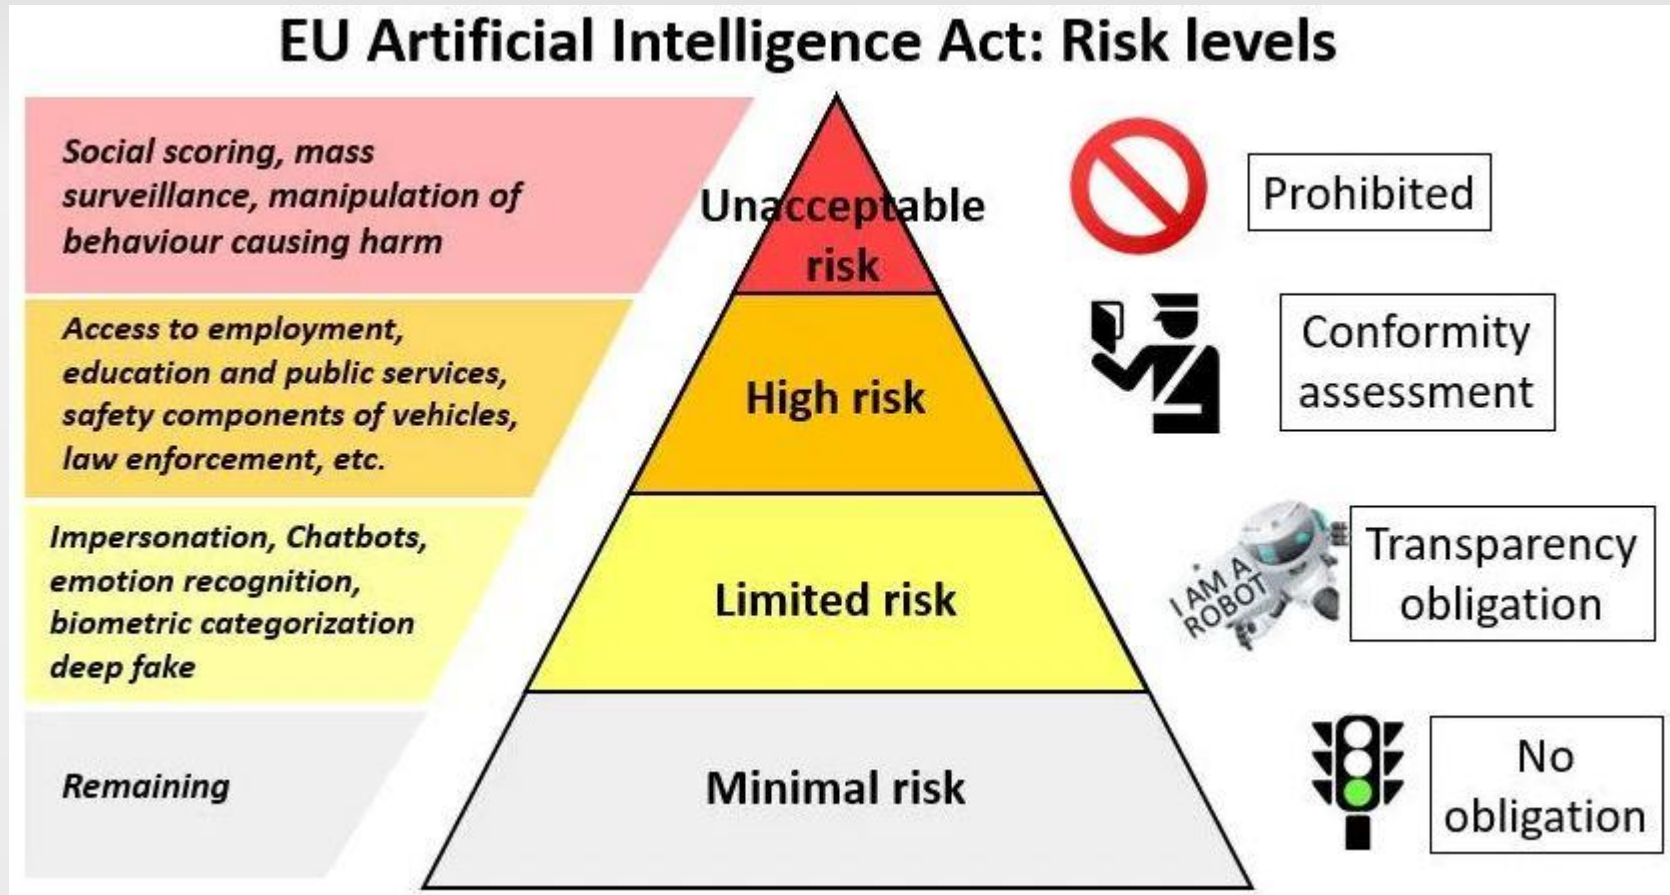 EU Artificial Intelligence Act: Risk levels
Social scoring, mass
surveillance, manipulation of
behaviour causing harm
Unacceptable
risk
Prohibited
Access to employment,
education and public services,
safety components of vehicles,
law enforcement, etc.
High risk
Conformity
assessment
Impersonation, Chatbots,
emotion recognition,
biometric categorization
deep fake
Limited risk
I AM A
ROBOT
Transparency
obligation
Remaining
Minimal risk
No
obligation